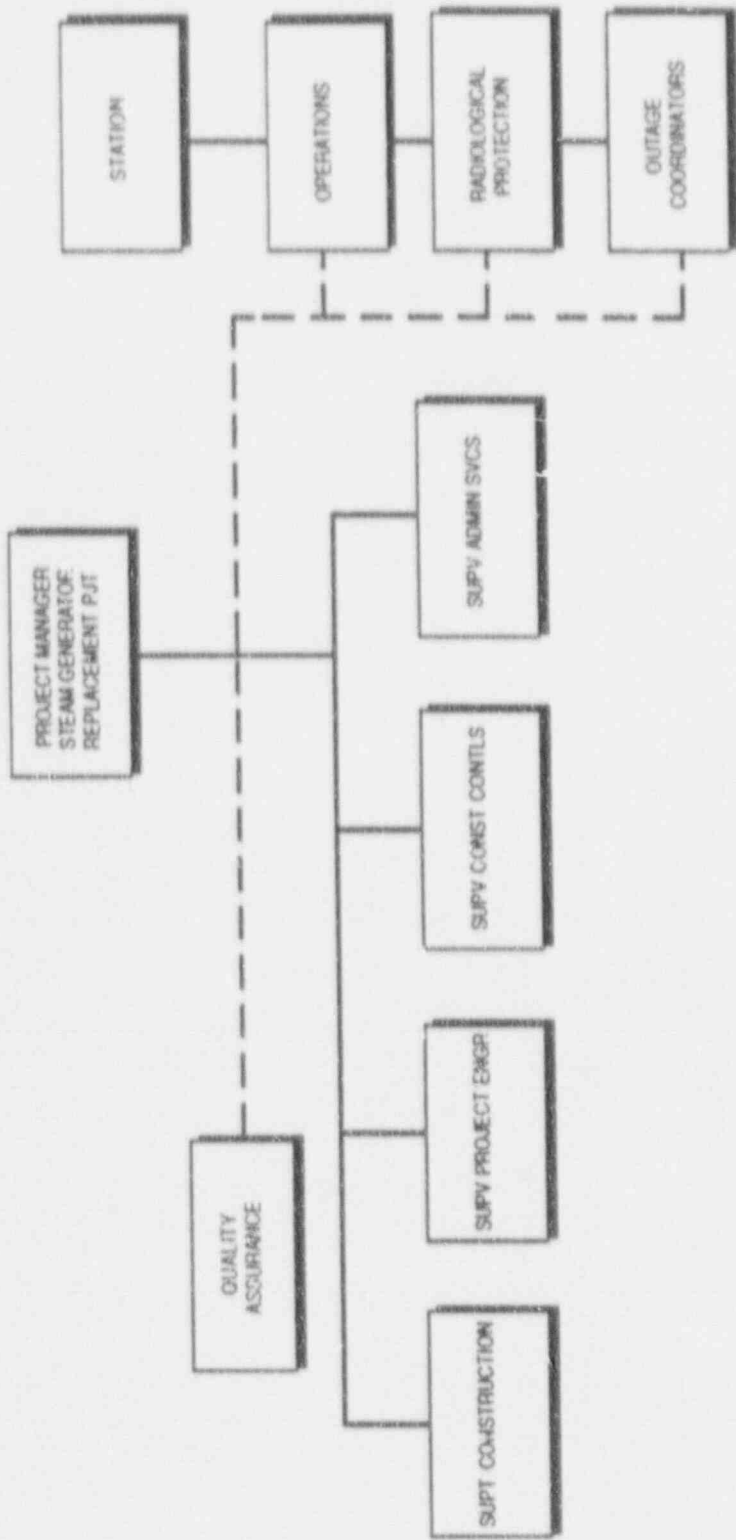 PROJECT MANAGER
STEAM GENERATOR
REPLACEMENT PJT
STATION
QUALITY
ASSURANCE
OPERATIONS
RADIOLOGICAL
PROTECTION
OUTAGE
COORDINATORS
SUPT CONSTRUCTION
SUPV PROJECT ENGR
SUPV CONST CONTLS
SUPV ADMIN SVCS